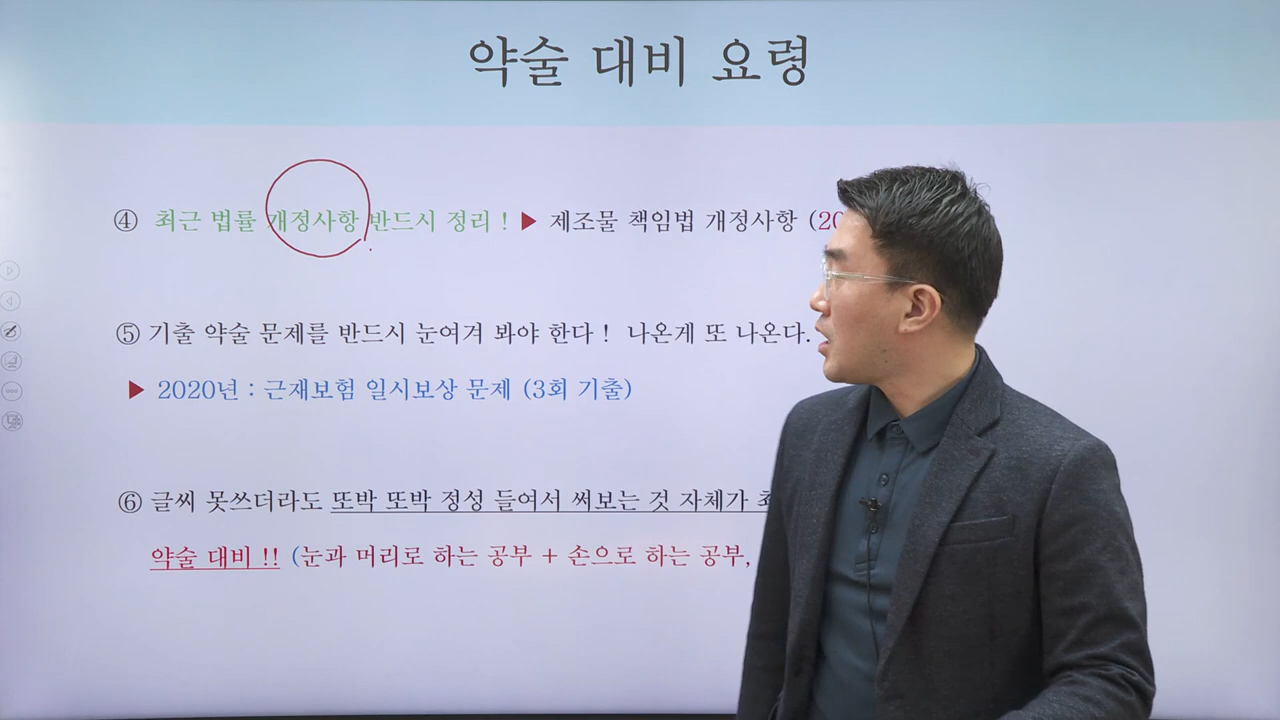 약술 대비 요령
④ 최근 법률 개정사항 반드시 정리 ! ▶ 제조물 책임법 개정사항 (20
⑤ 기출 약술 문제를 반드시 눈여겨 봐야 한다 ! 나온게 또 나온다.
▶ 2020년 : 근재보험 일시보상 문제 (3회 기출)
⑥ 글씨 못쓰더라도 또박 또박 정성 들여서 써보는 것 자체가
약술 대비 !! (눈과 머리로 하는 공부 + 손으로 하는 공부,